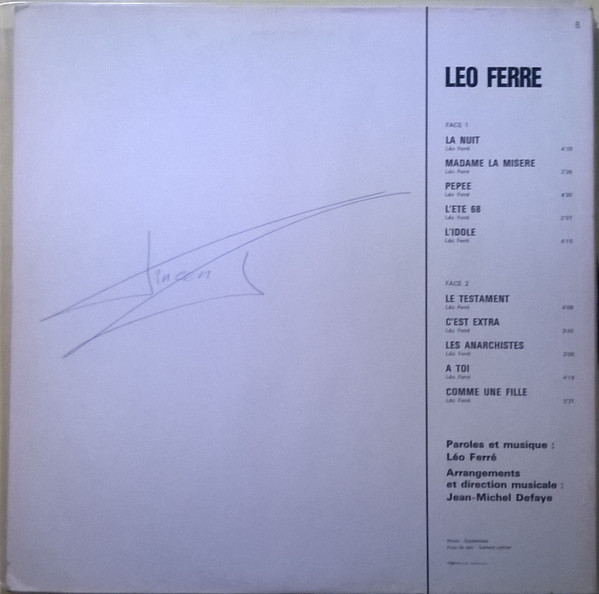 8
LEO FERRE
FACE 1
LA NUIT
Léo Ferré
MADAME LA MISERE
Léo Ferré
PEPEE
Léo Ferré
L'ETE 68
Léo Ferré
L'IDOLE
Léo Ferré
FACE 2
LE TESTAMENT
Léo Ferré
C'EST EXTRA
Léo Ferré
LES ANARCHISTES
Léo Ferré
A TOI
Léo Ferré
COMME UNE FILLE
Léo Ferré
Paroles et musique :
Léo Ferré
Arrangements
et direction musicale :
Jean-Michel Defaye